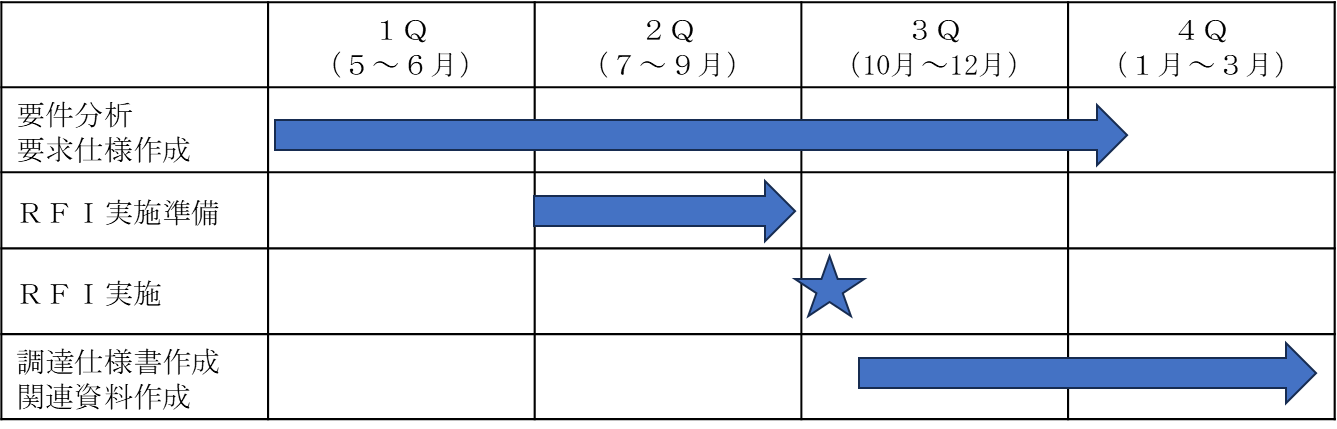 １Ｑ
（５～６月）
２Ｑ
（７～９月）
３Ｑ
（10月～12月）
４Ｑ
（１月～３月）
要件分析
要求仕様作成
ＲＦＩ実施準備
ＲＦＩ実施
調達仕様書作成
関連資料作成